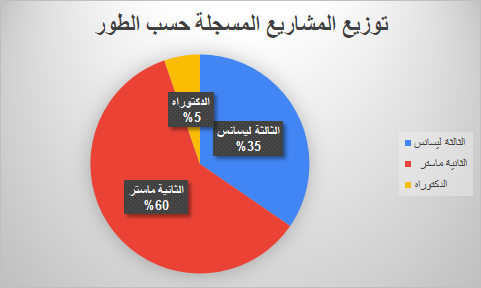 توزيع المشاريع المسجلة حسب الطور
الدكتوراه
%5
الثالثة ليسانس
%35
الثانية ماستر
%60
الثالثة ليسانس
الثانية ماستر
الدكتوراه